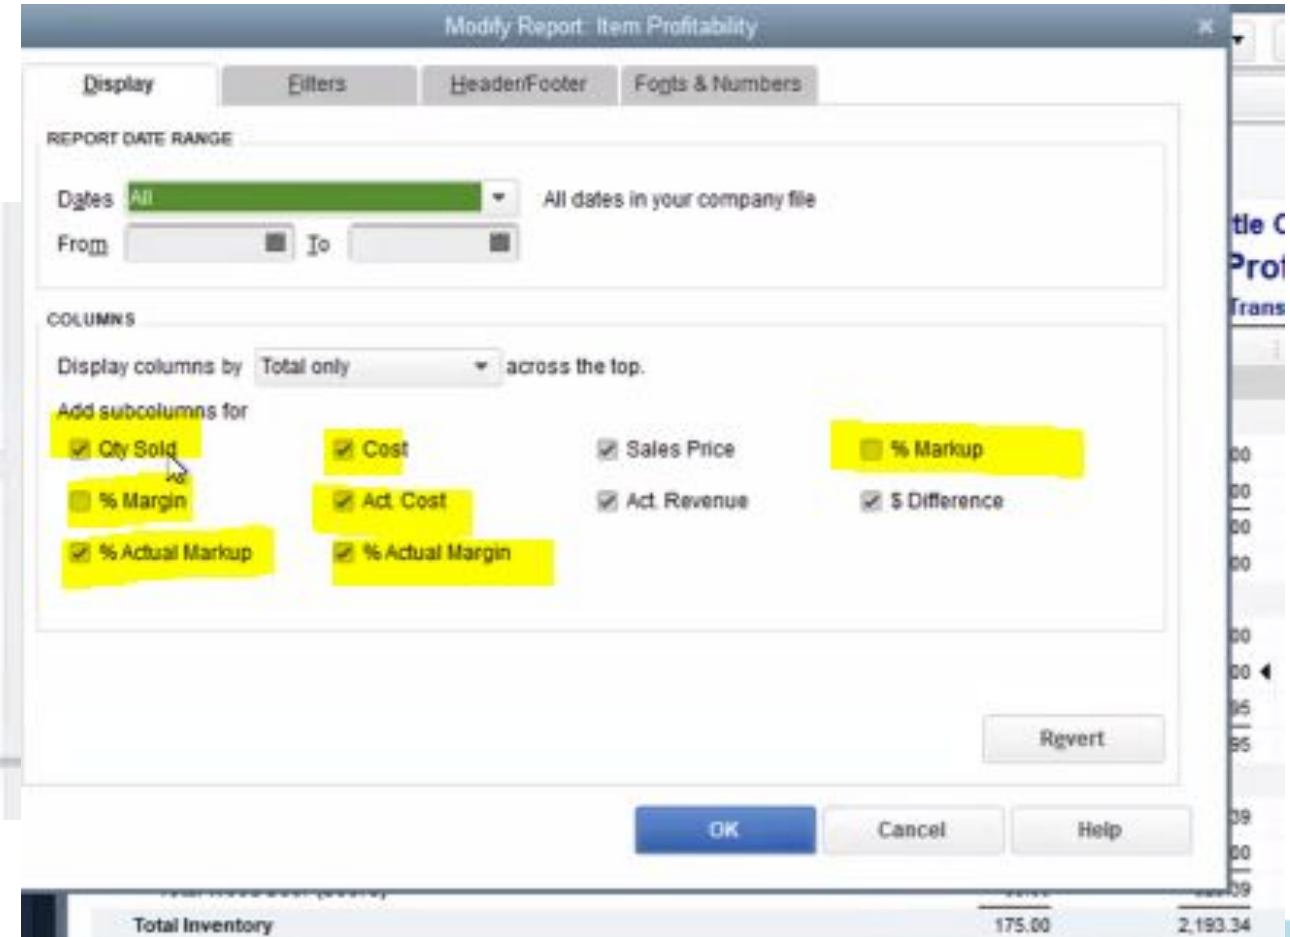 Modify Report: Item Profitability
Display Filters Header/Footer Fonts & Numbers
REPORT DATE RANGE
Dates All All dates in your company file
From To
COLUMNS
Display columns by Total only across the top.
Add subcolumns for
Qty Sold Cost Sales Price % Markup
% Margin Act. Cost Act. Revenue $ Difference
% Actual Markup % Actual Margin
Revert
OK Cancel Help
Total Inventory 175.00 2,193.34